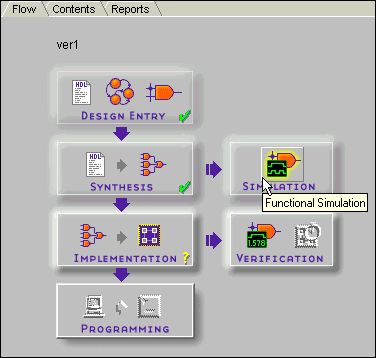 Flow Contents Reports
ver1
HDL
DESIGN ENTRY
HDL
SYNTHESIS
SIMULATION
Functional Simulation
IMPLEMENTATION ?
1.578
VERIFICATION
PROGRAMMING